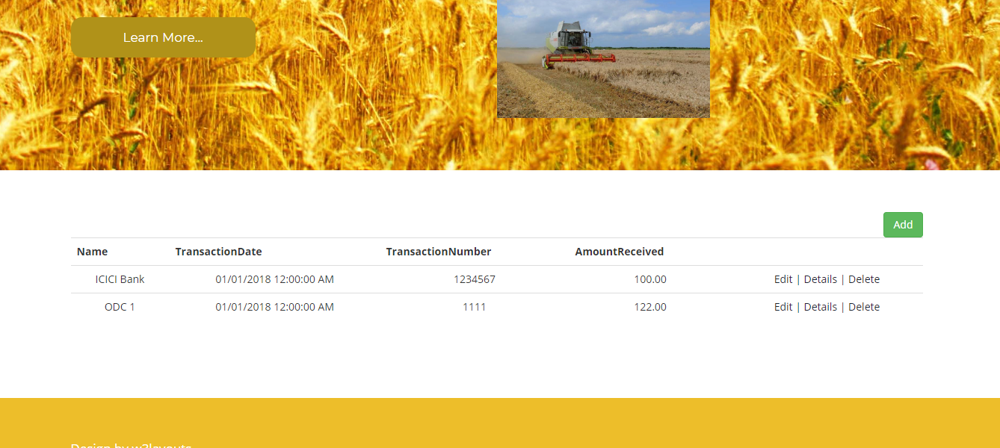 Learn More...
Add
Name TransactionDate TransactionNumber AmountReceived
ICICI Bank 01/01/2018 12:00:00 AM 1234567 100.00 Edit | Details | Delete
ODC 1 01/01/2018 12:00:00 AM 1111 122.00 Edit | Details | Delete
Design by w3layouts